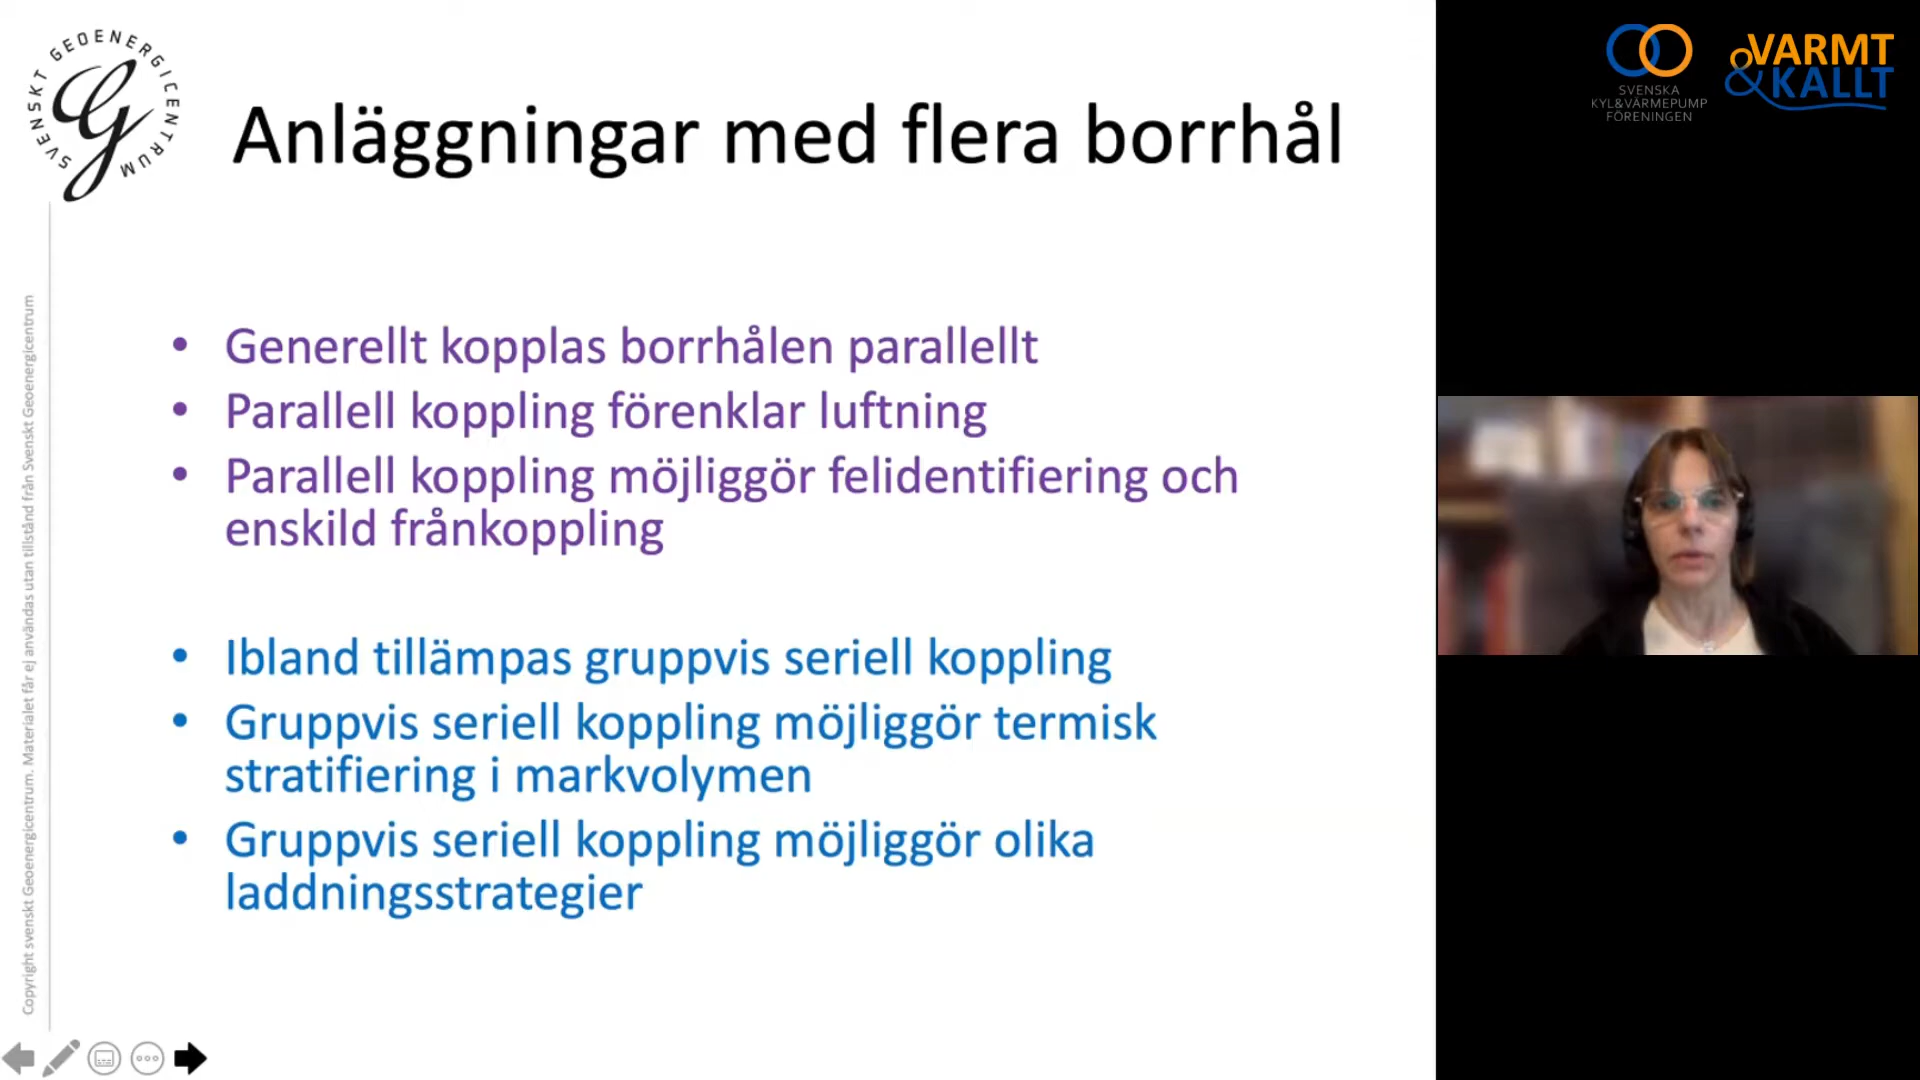 SVENSKT GEOENERGICENTRUM
Anläggningar med flera borrhål
• Generellt kopplas borrhålen parallellt
• Parallell koppling förenklar luftning
• Parallell koppling möjliggör felidentifiering och
enskild frånkoppling
• Ibland tillämpas gruppvis seriell koppling
• Gruppvis seriell koppling möjliggör termisk
stratifiering i markvolymen
• Gruppvis seriell koppling möjliggör olika
laddningsstrategier
Copyright svenskt Geoenergicentrum. Materialet får ej användas utan tillstånd från Svenskt Geoenergicentrum
SVENSKA
KYL&VÄRMEPUMP
FÖRENINGEN
VARMT
&KALLT